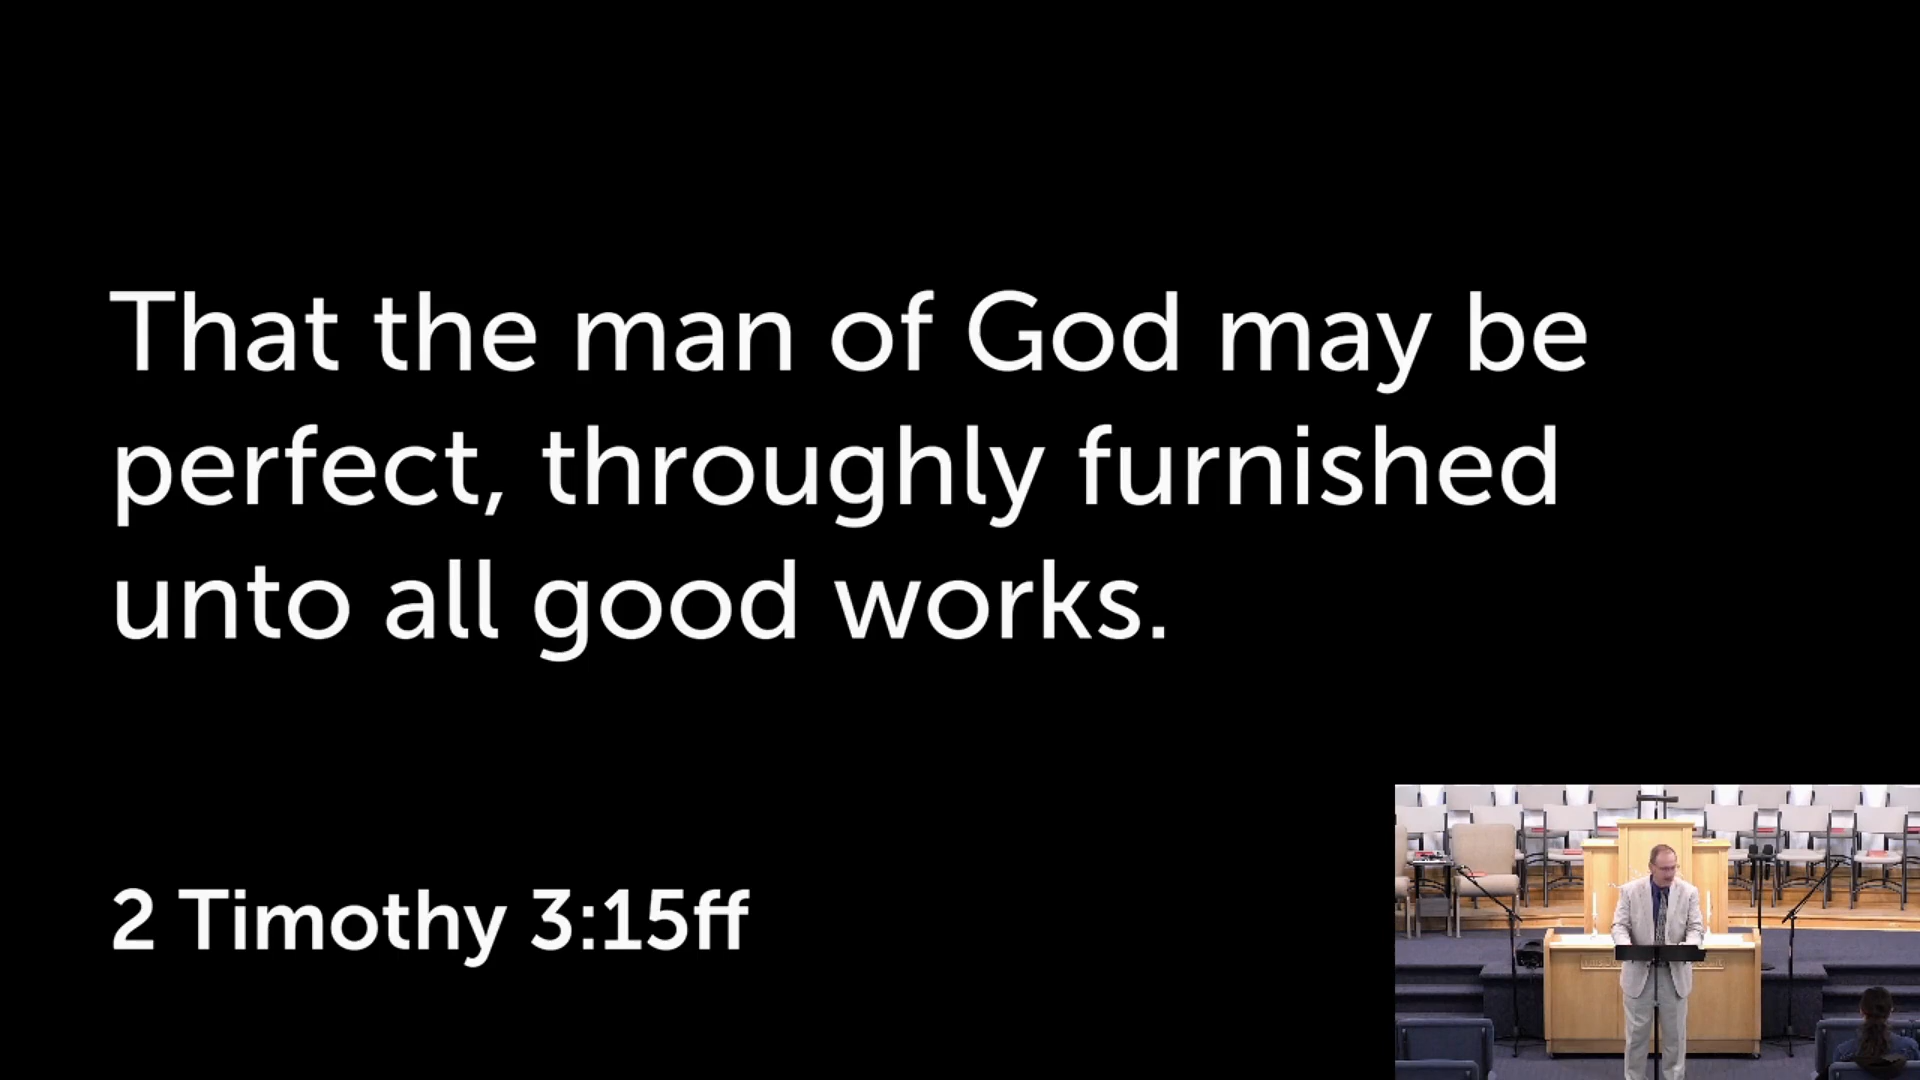 That the man of God may be
perfect, throughly furnished
unto all good works.
2 Timothy 3:15ff